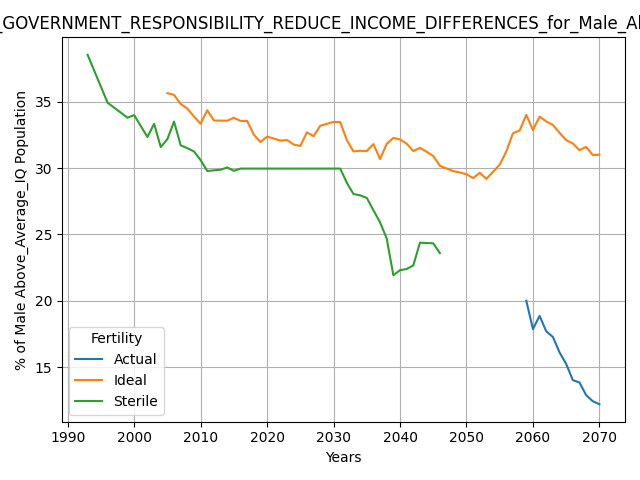 _GOVERNMENT_RESPONSIBILITY_REDUCE_INCOME_DIFFERENCES_for_Male_A
% of Male Above_Average_IQ Population
35
30
25
20
15
Fertility
Actual
Ideal
Sterile
1990 2000 2010 2020 2030 2040 2050 2060 2070
Years